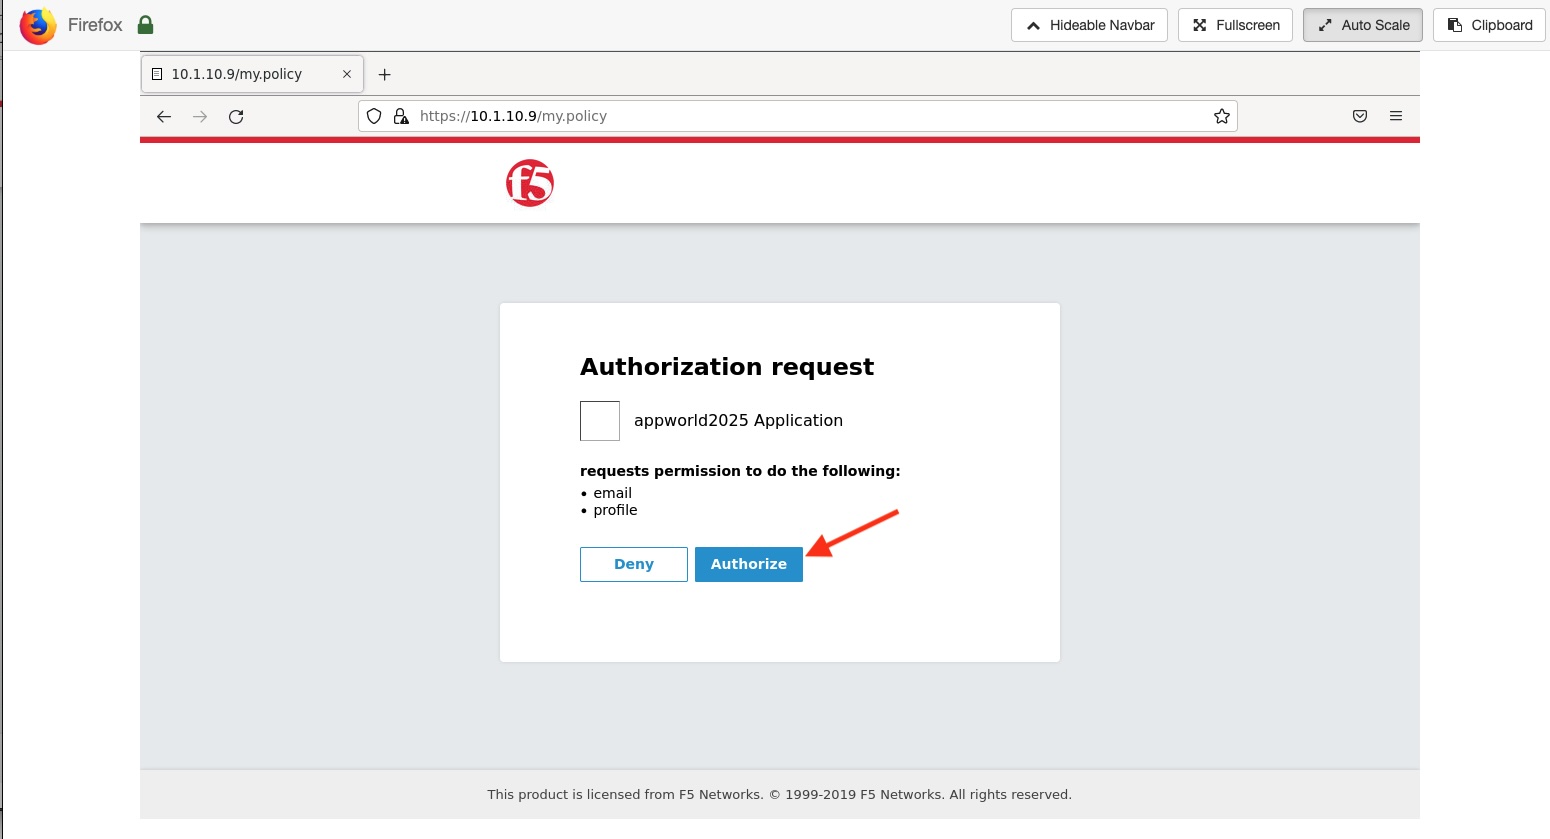 Firefox
Hideable Navbar
Fullscreen
Auto Scale
Clipboard
10.1.10.9/my.policy
https://10.1.10.9/my.policy
f5
Authorization request
appworld2025 Application
requests permission to do the following:
• email
• profile
Deny
Authorize
This product is licensed from F5 Networks. © 1999-2019 F5 Networks. All rights reserved.